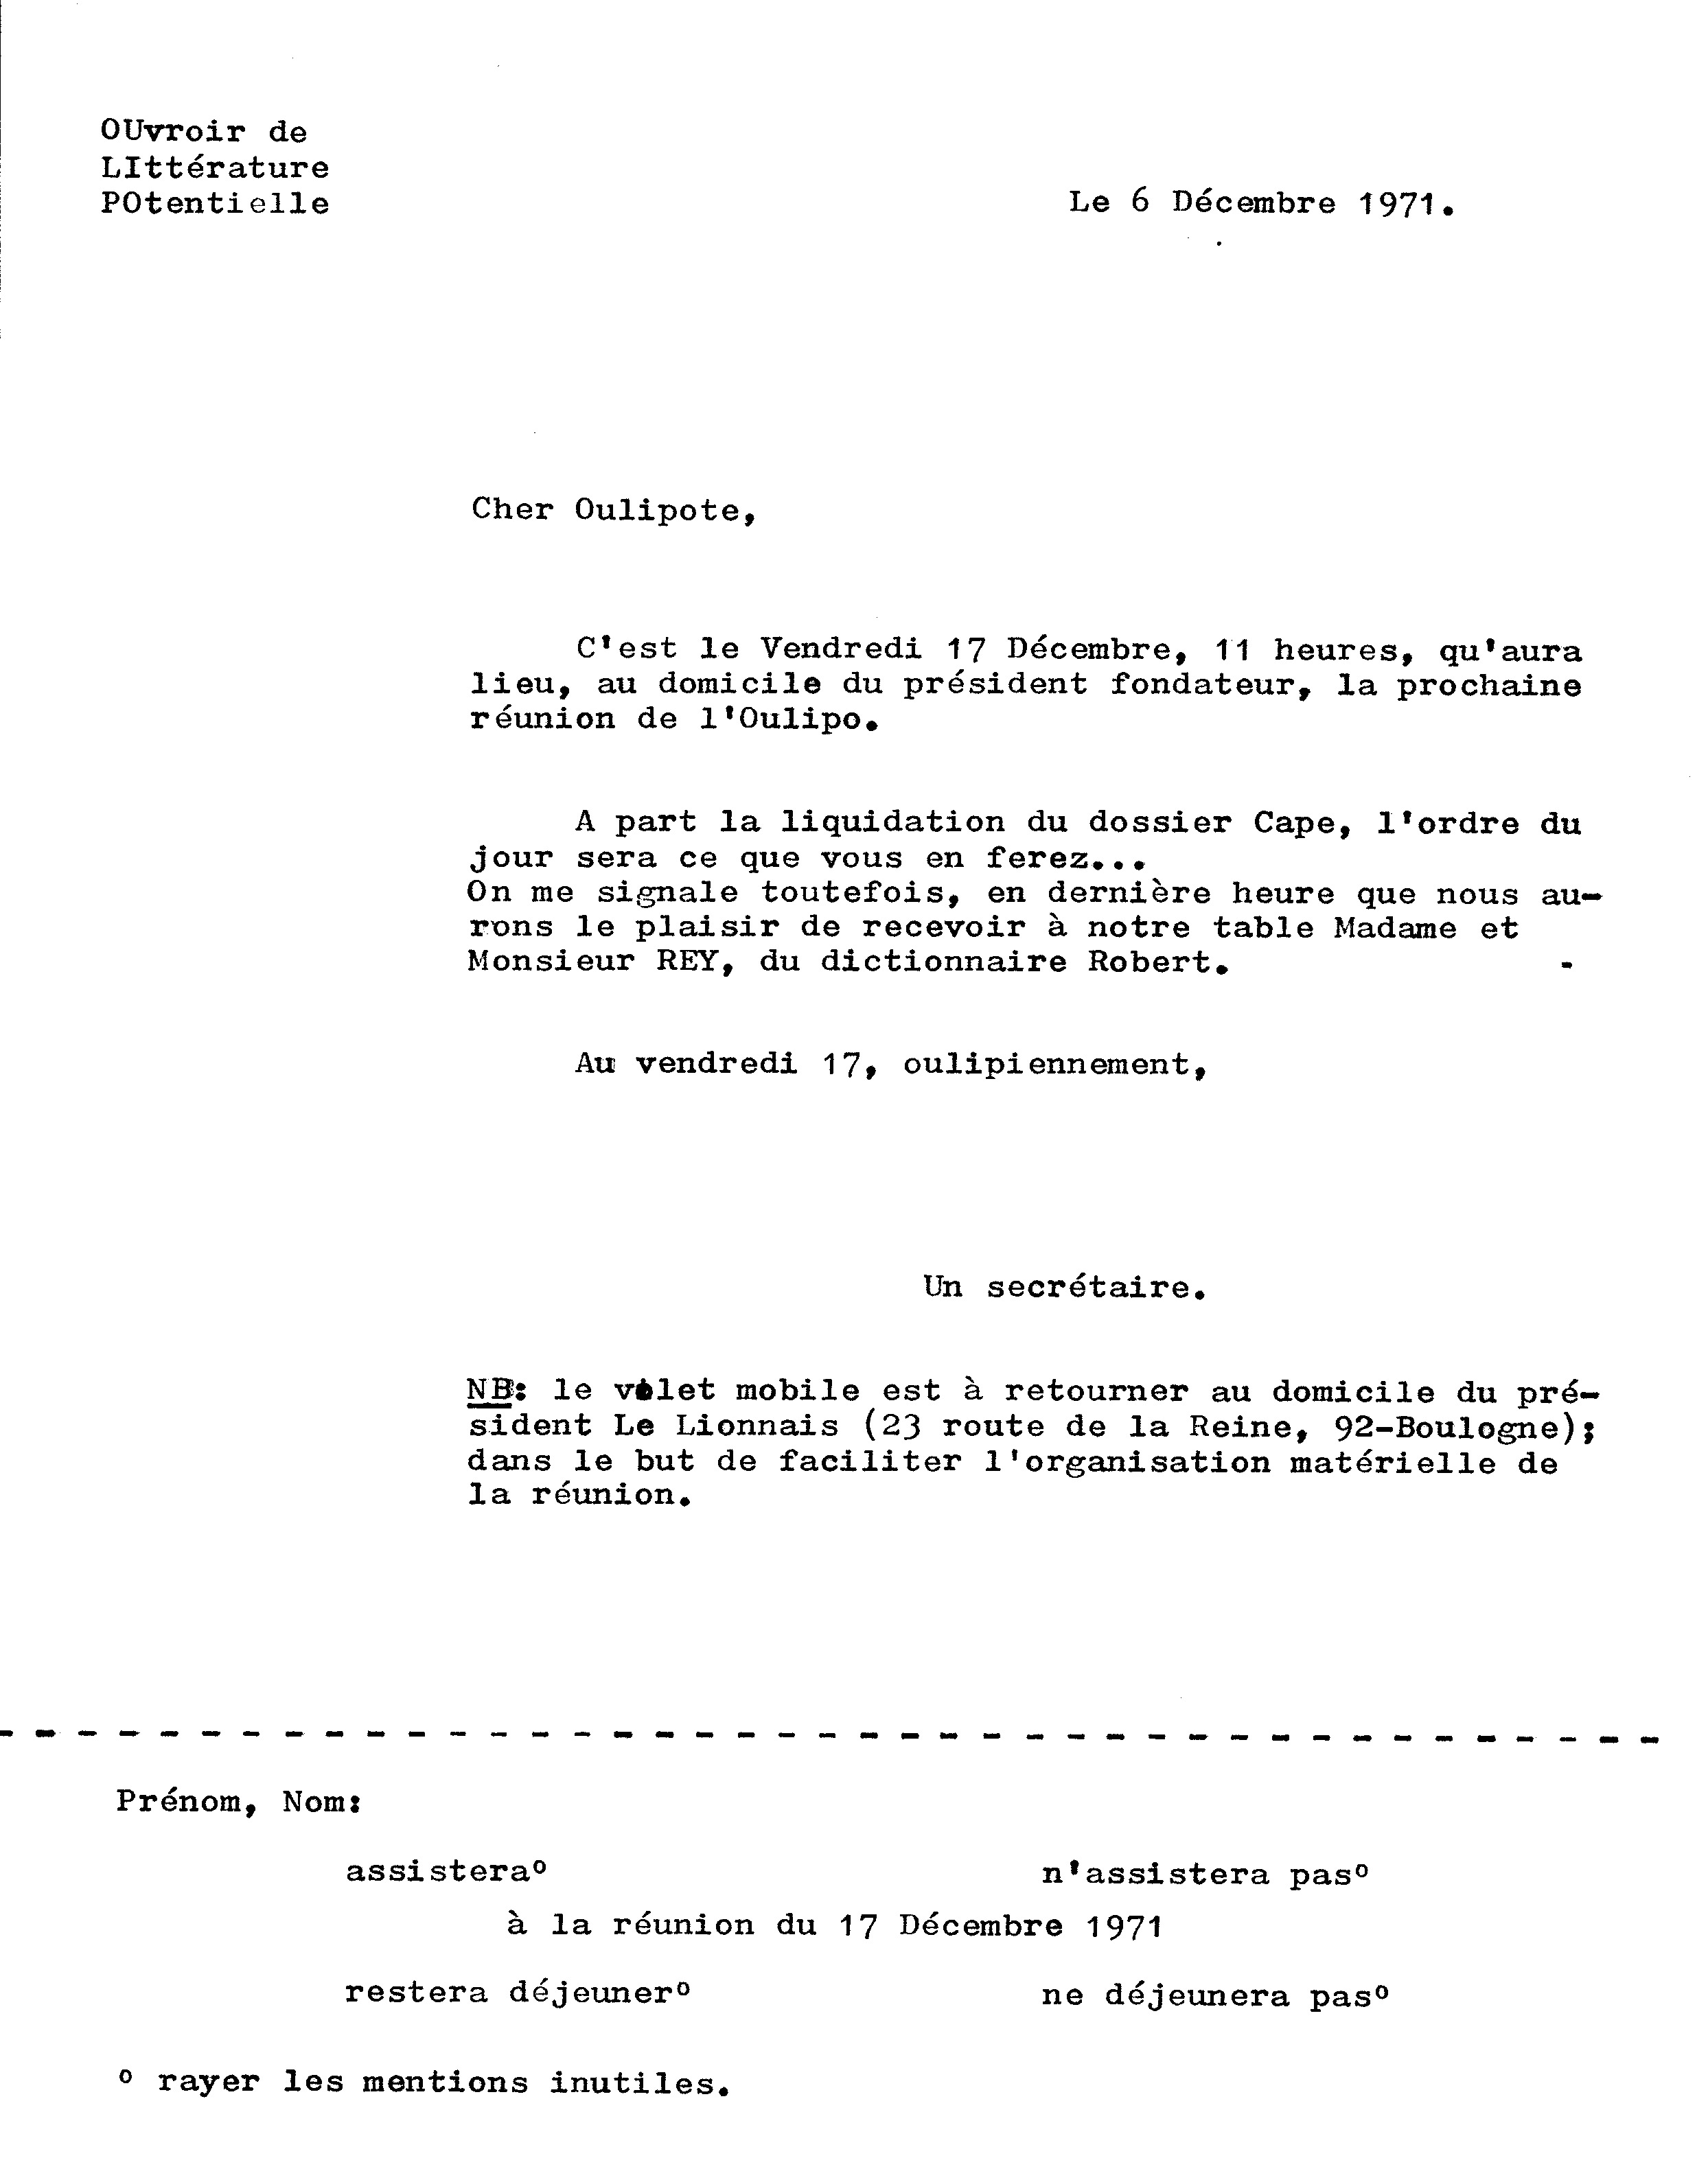 OUvroir de
LIttérature
POtentielle
Le 6 Décembre 1971.
Cher Oulipote,
C'est le Vendredi 17 Décembre, 11 heures, qu'aura
lieu, au domicile du président fondateur, la prochaine
réunion de l'Oulipo.
A part la liquidation du dossier Cape, l'ordre du
jour sera ce que vous en ferez...
On me signale toutefois, en dernière heure que nous au-
rons le plaisir de recevoir à notre table Madame et
Monsieur REY, du dictionnaire Robert.
Au vendredi 17, oulipiennement,
Un secrétaire.
NB: le volet mobile est à retourner au domicile du pré-
sident Le Lionnais (23 route de la Reine, 92-Boulogne);
dans le but de faciliter l'organisation matérielle de
la réunion.
Prénom, Nom:
assistera° n'assistera pas°
à la réunion du 17 Décembre 1971
restera déjeuner° ne déjeunera pas°
° rayer les mentions inutiles.